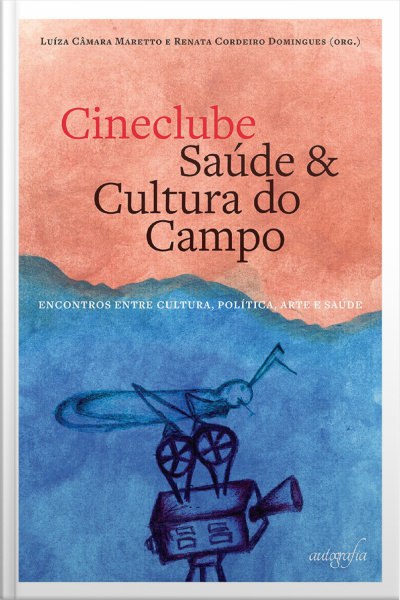 Luíza Câmara Maretto e Renata Cordeiro Domingues (org.)
Cineclube
Saúde &
Cultura do
Campo
ENCONTROS ENTRE CULTURA, POLÍTICA, ARTE E SAÚDE
autografia